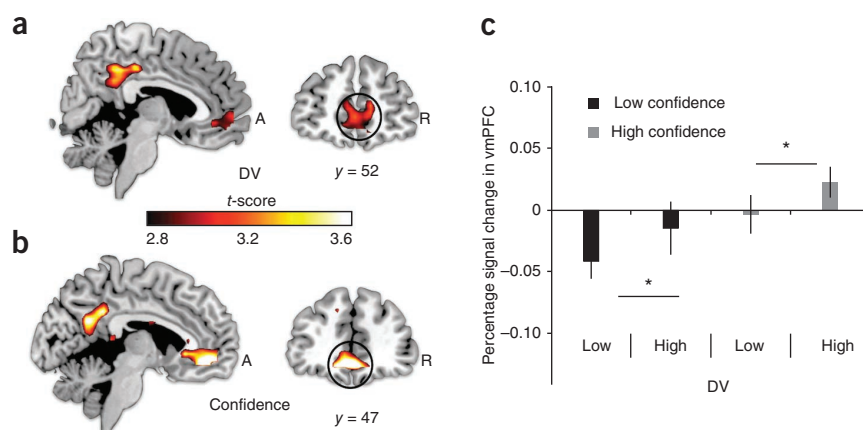 a
A
R
DV
y = 52
t-score
2.8
3.2
3.6
b
A
R
Confidence
y = 47
c
Percentage signal change in vmPFC
0.10
0.05
0
–0.05
–0.10
Low confidence
High confidence
*
*
Low
High
Low
High
DV